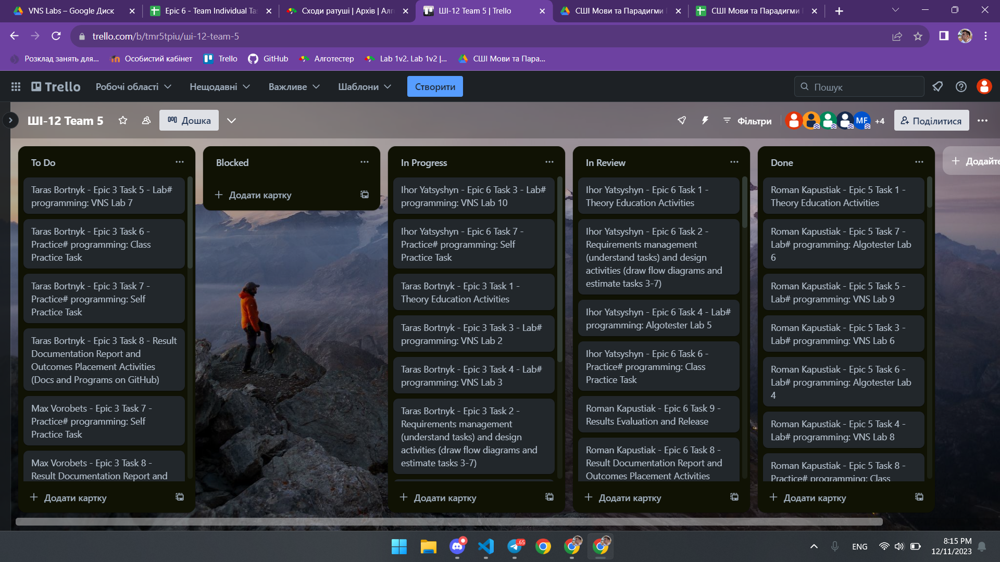 VNS Labs – Google Диск
Epic 6 - Team Individual Tas
Сходи ратуші | Архів | Алг
ШІ-12 Team 5 | Trello
СШІ Мови та Парадигми
СШІ Мови та Парадигми
trello.com/b/tmr5tpiu/ші-12-team-5
Розклад занять для...
Особистий кабінет
Trello
GitHub
Алготестер
Lab 1v2. Lab 1v2 |...
СШІ Мови та Пара...
Trello
Робочі області
Нещодавні
Важливе
Шаблони
Створити
Пошук
ШІ-12 Team 5
Дошка
Фільтри
MF
+4
Поділитися
To Do
Taras Bortnyk - Epic 3 Task 5 - Lab#
programming: VNS Lab 7
Taras Bortnyk - Epic 3 Task 6 -
Practice# programming: Class
Practice Task
Taras Bortnyk - Epic 3 Task 7 -
Practice# programming: Self
Practice Task
Taras Bortnyk - Epic 3 Task 8 - Result
Documentation Report and
Outcomes Placement Activities
(Docs and Programs on GitHub)
Max Vorobets - Epic 3 Task 7 -
Practice# programming: Self
Practice Task
Max Vorobets - Epic 3 Task 8 -
Result Documentation Report and
Додати картку
Blocked
Додати картку
In Progress
Ihor Yatsyshyn - Epic 6 Task 3 - Lab#
programming: VNS Lab 10
Ihor Yatsyshyn - Epic 6 Task 7 -
Practice# programming: Self
Practice Task
Taras Bortnyk - Epic 3 Task 1 -
Theory Education Activities
Taras Bortnyk - Epic 3 Task 3 - Lab#
programming: VNS Lab 2
Taras Bortnyk - Epic 3 Task 4 - Lab#
programming: VNS Lab 3
Taras Bortnyk - Epic 3 Task 2 -
Requirements management
(understand tasks) and design
activities (draw flow diagrams and
estimate tasks 3-7)
Додати картку
In Review
Ihor Yatsyshyn - Epic 6 Task 1 -
Theory Education Activities
Ihor Yatsyshyn - Epic 6 Task 2 -
Requirements management
(understand tasks) and design
activities (draw flow diagrams and
estimate tasks 3-7)
Ihor Yatsyshyn - Epic 6 Task 4 - Lab#
programming: Algotester Lab 5
Ihor Yatsyshyn - Epic 6 Task 6 -
Practice# programming: Class
Practice Task
Roman Kapustiak - Epic 6 Task 9 -
Results Evaluation and Release
Roman Kapustiak - Epic 6 Task 8 -
Result Documentation Report and
Outcomes Placement Activities
Додати картку
Done
Roman Kapustiak - Epic 5 Task 1 -
Theory Education Activities
Roman Kapustiak - Epic 5 Task 7 -
Lab# programming: Algotester Lab
6
Roman Kapustiak - Epic 5 Task 5 -
Lab# programming: VNS Lab 9
Roman Kapustiak - Epic 5 Task 3 -
Lab# programming: VNS Lab 6
Roman Kapustiak - Epic 5 Task 6 -
Lab# programming: Algotester Lab
4
Roman Kapustiak - Epic 5 Task 4 -
Lab# programming: VNS Lab 8
Roman Kapustiak - Epic 5 Task 8 -
Practice# programming: Class
Додати картку
Додайте
.65
ENG
8:15 PM
12/11/2023